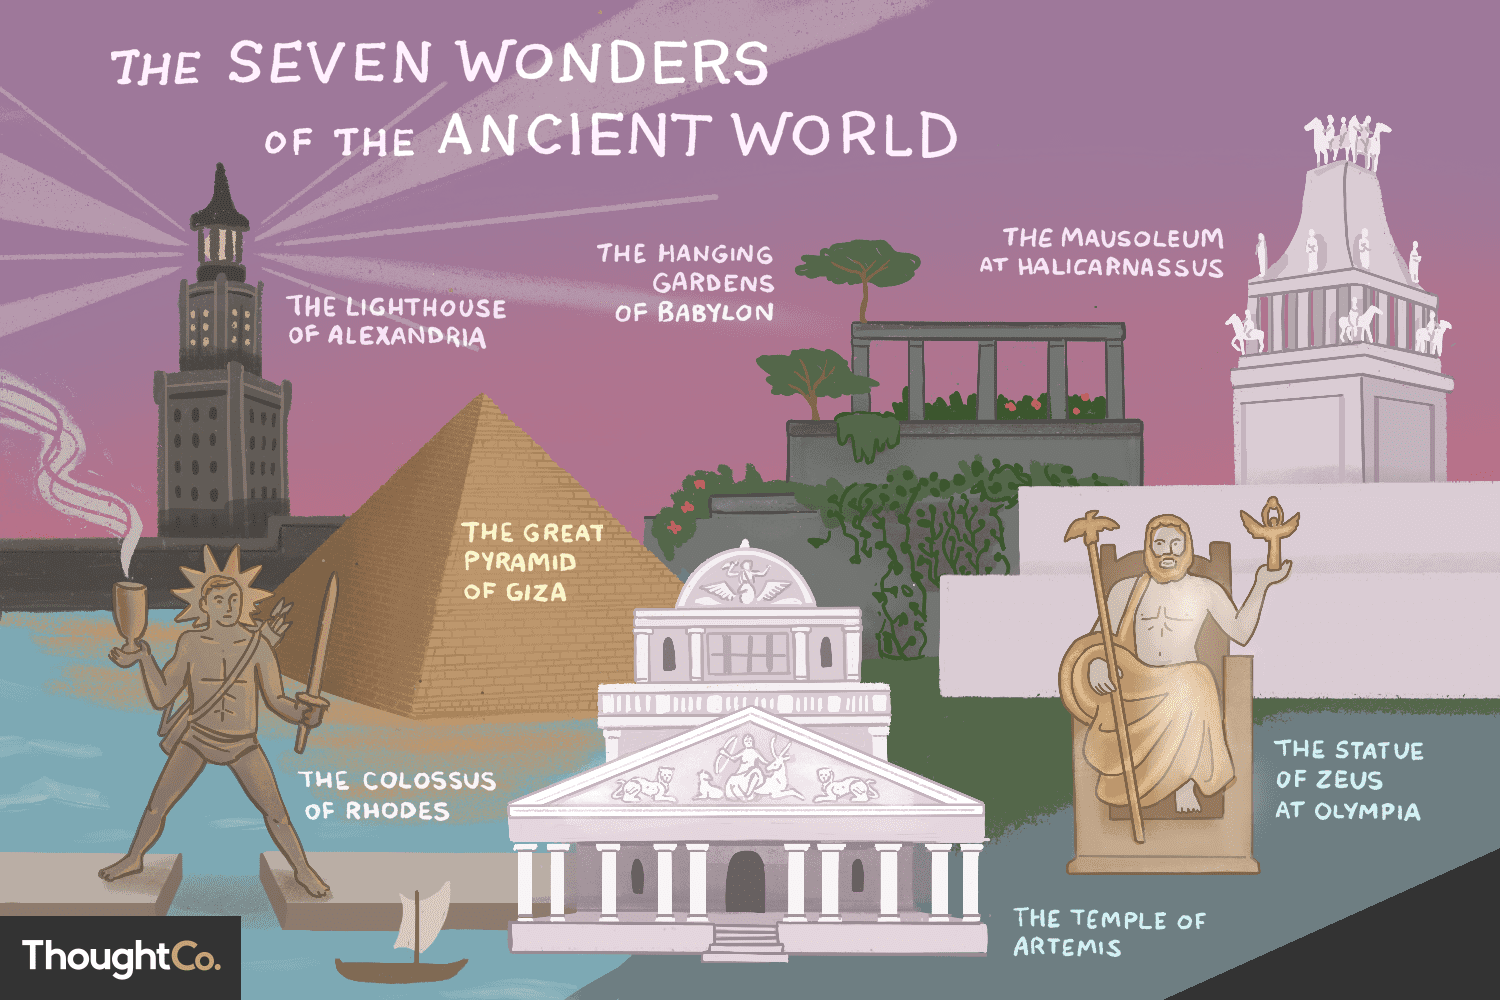 THE SEVEN WONDERS
OF THE ANCIENT WORLD
THE LIGHTHOUSE
OF ALEXANDRIA
THE HANGING
GARDENS
OF BABYLON
THE MAUSOLEUM
AT HALICARNASSUS
THE GREAT
PYRAMID
OF GIZA
THE COLOSSUS
OF RHODES
THE STATUE
OF ZEUS
AT OLYMPIA
THE TEMPLE OF
ARTEMIS
ThoughtCo.